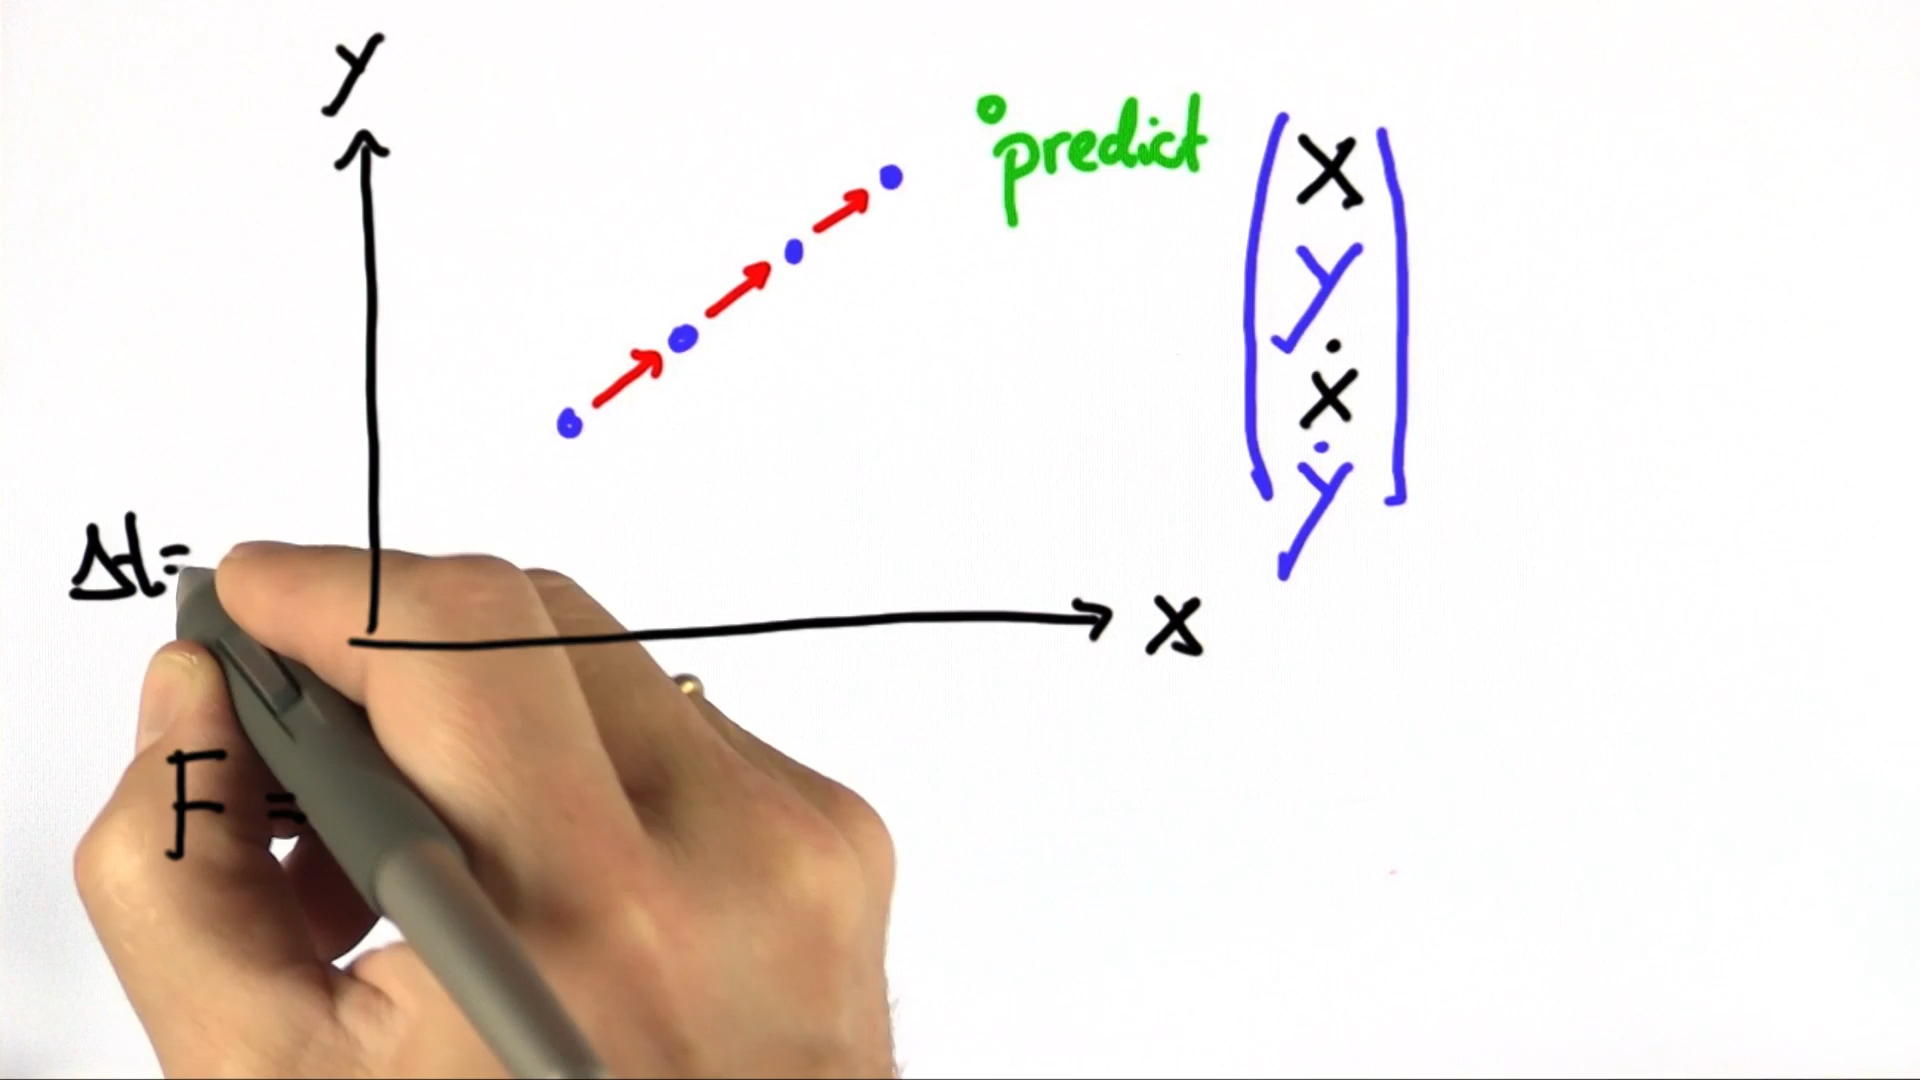 y
predict
x
y
ẋ
ẏ
Δt=
x
F =